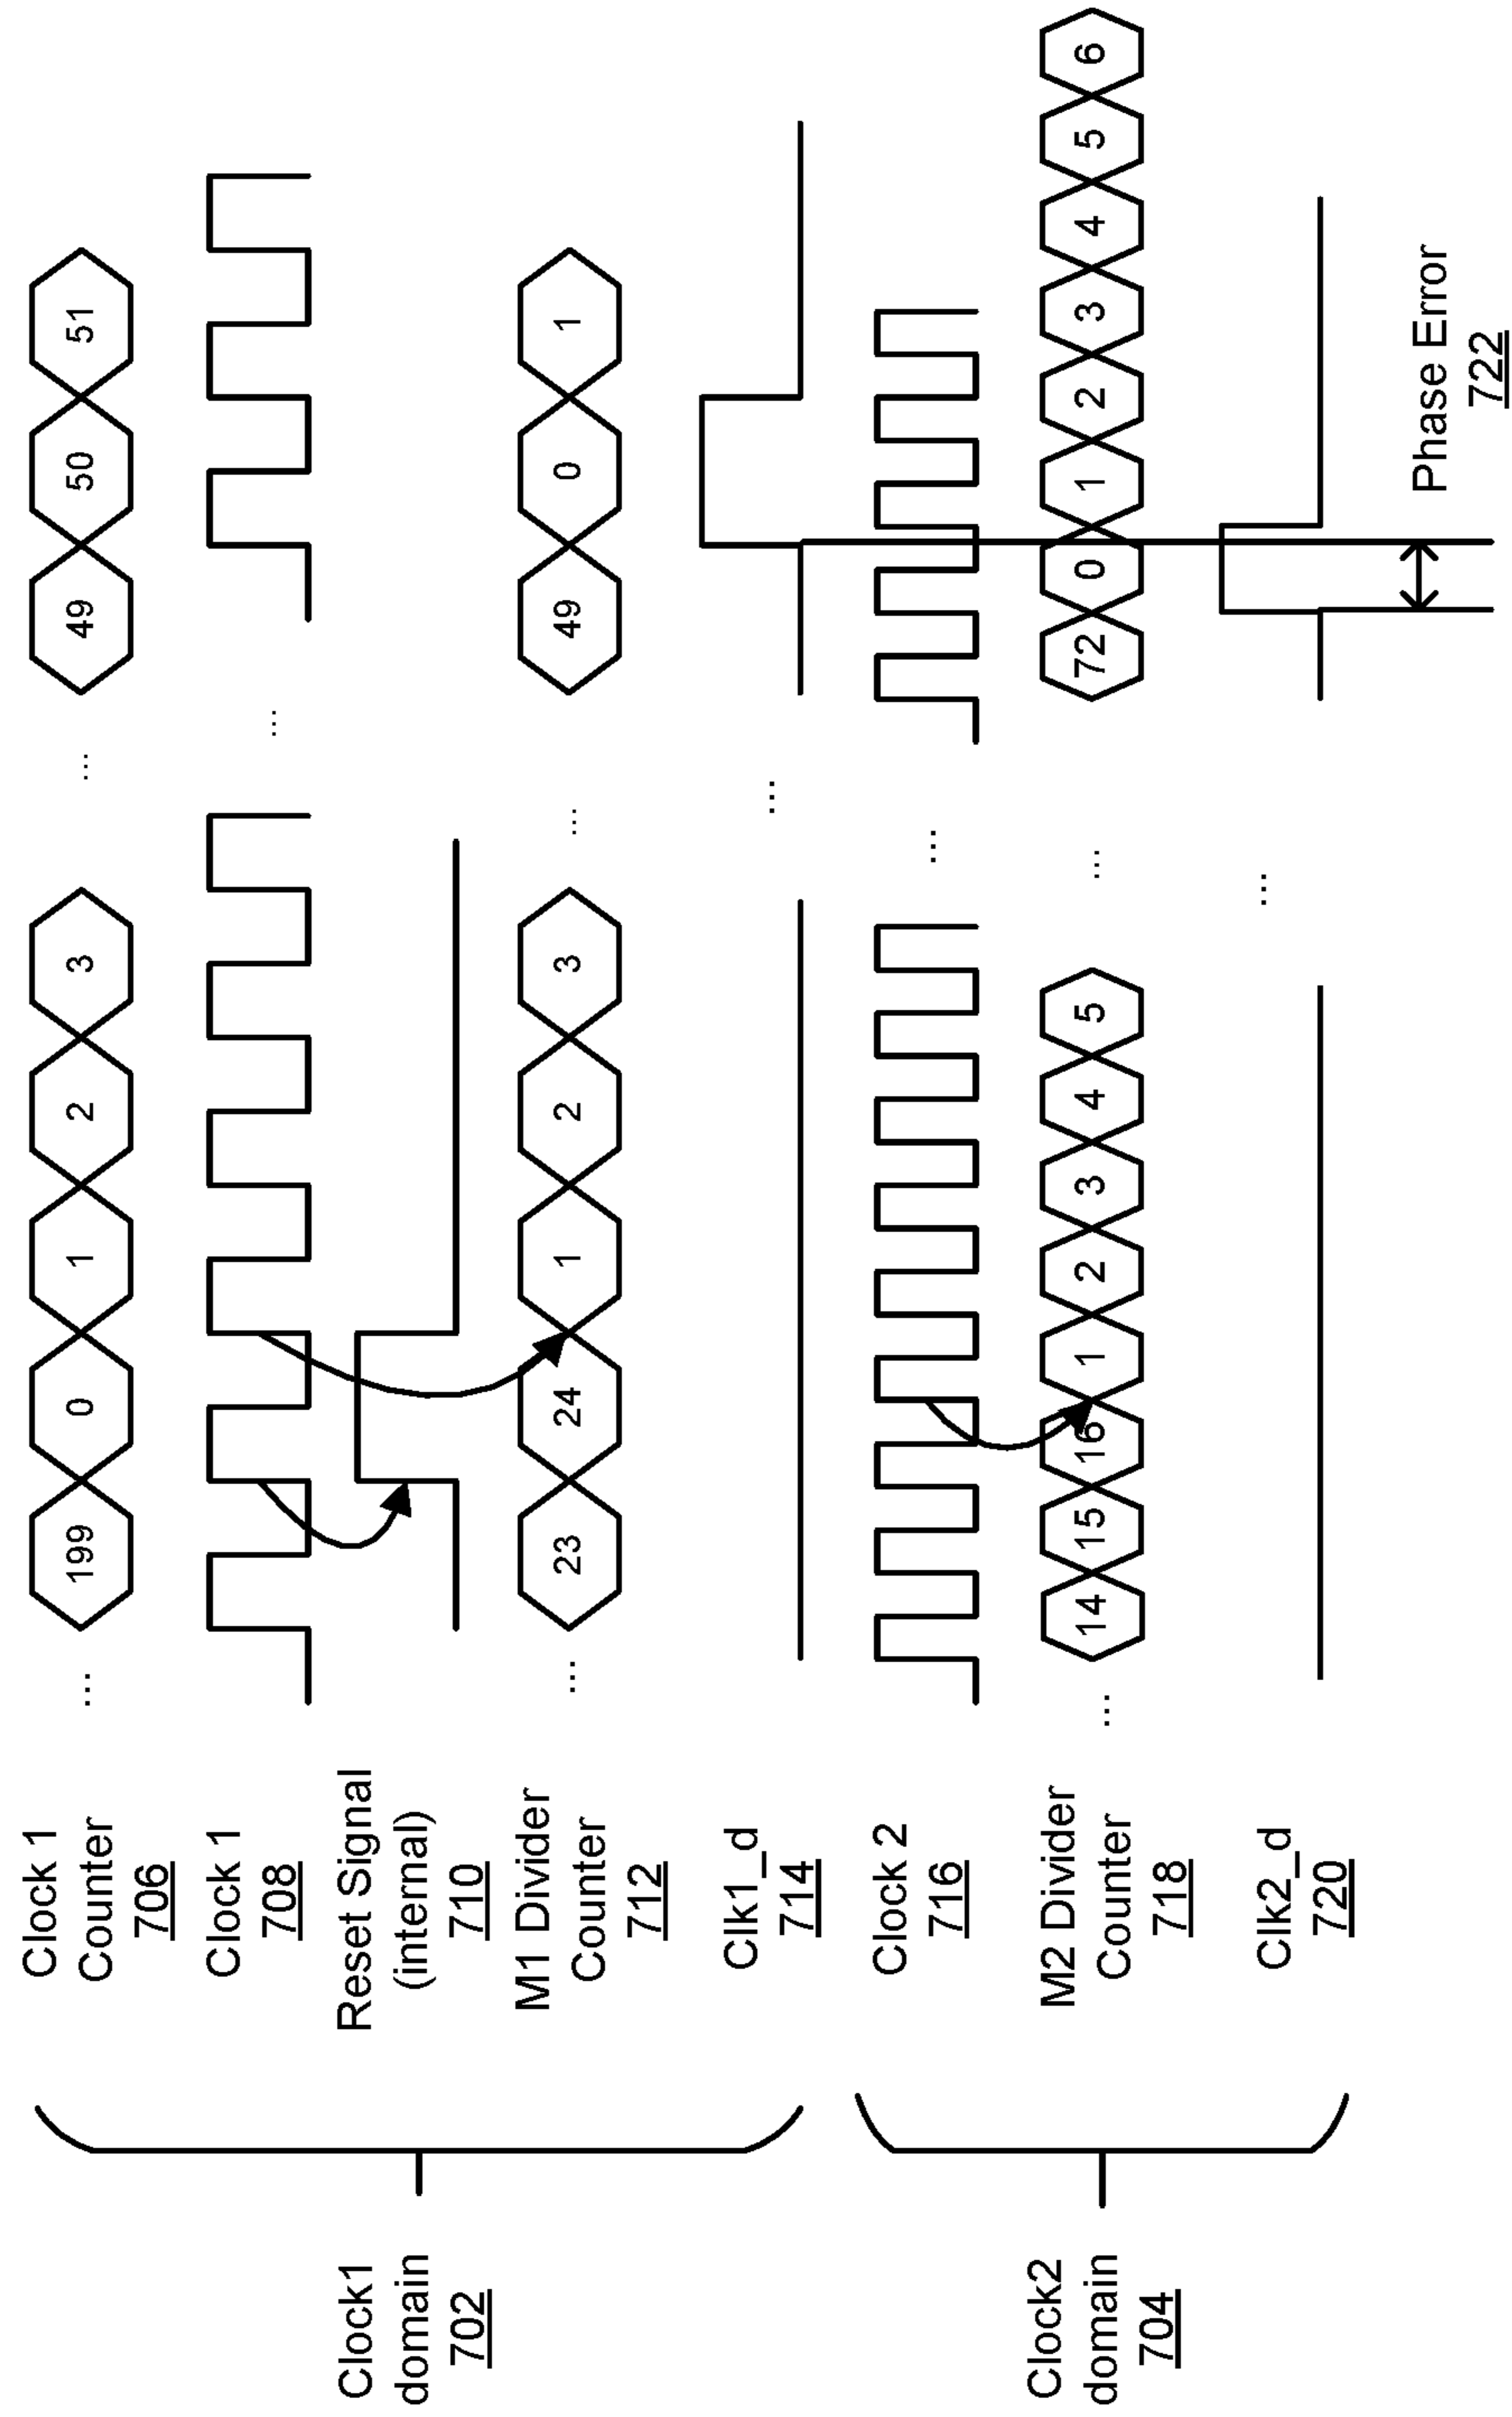 Clock1
domain
702
Clock 1
Counter
706
... 199 0 1 2 3 ... 49 50 51
Clock 1
708
...
Reset Signal
(internal)
710
M1 Divider
Counter
712
... 23 24 1 2 3 ... 49 0 1
Clk1_d
714
...
Clock2
domain
704
Clock 2
716
...
M2 Divider
Counter
718
... 14 15 16 1 2 3 4 5 ... 72 0 1 2 3 4 5 6
Clk2_d
720
...
Phase Error
722